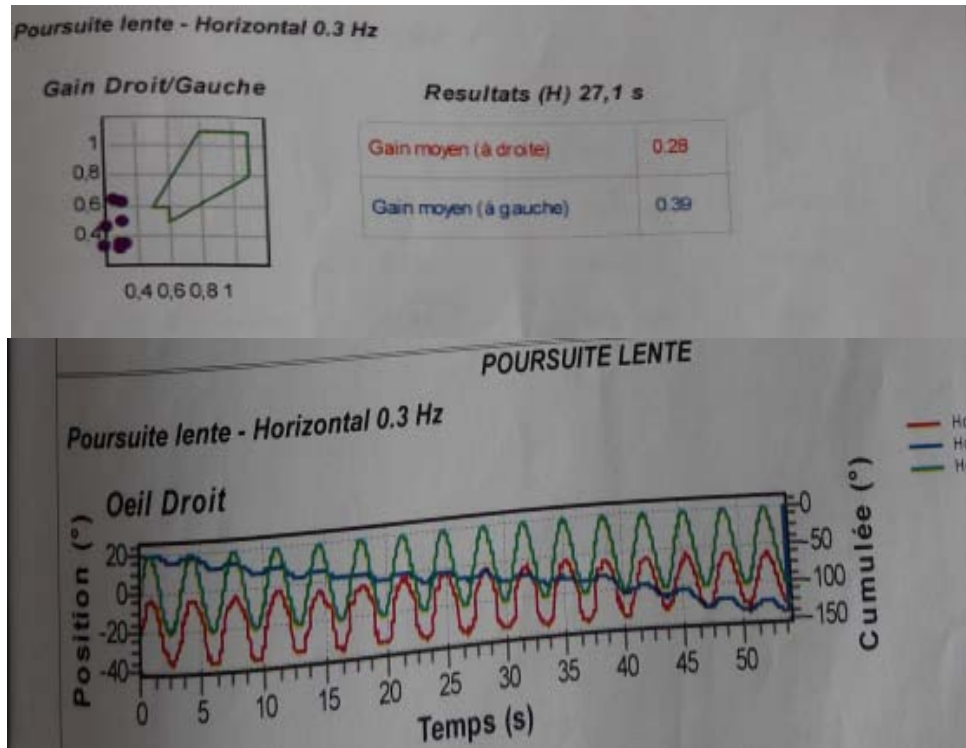 Poursuite lente - Horizontal 0.3 Hz
Gain Droit/Gauche
Resultats (H) 27,1 s
1
0,8
0,6
0,4
0,4 0,6 0,8 1
Gain moyen (à droite) 0.28
Gain moyen (à gauche) 0.39
POURSUITE LENTE
Poursuite lente - Horizontal 0.3 Hz
Oeil Droit
Position (°)
20
0
-20
-40
0 5 10 15 20 25 30 35 40 45 50
Temps (s)
0
50
100
150
Cumulée (°)
Ho
Ho
H